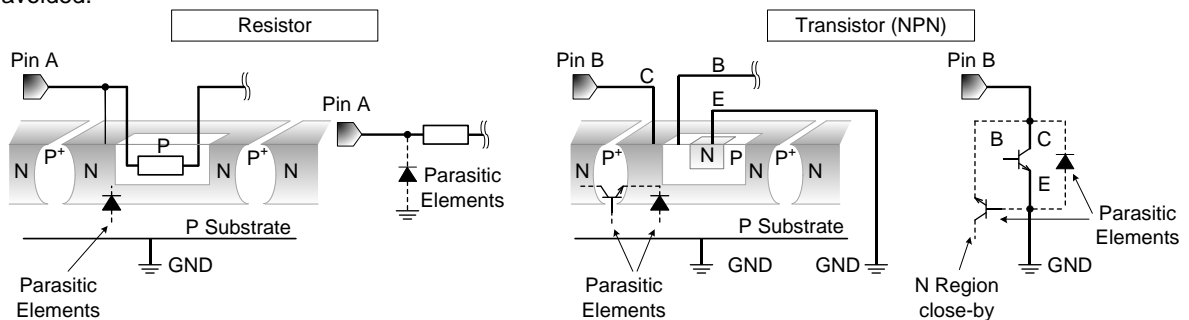 avoided.
Resistor
Transistor (NPN)
Pin A
Pin A
N
P+
N
P
N
P+
N
Parasitic
Elements
P Substrate
GND
Parasitic
Elements
Pin B
C
B
E
N
P+
N
N
P
N
P+
N
P Substrate
GND
GND
Parasitic
Elements
Pin B
B
C
E
Parasitic
Elements
GND
N Region
close-by